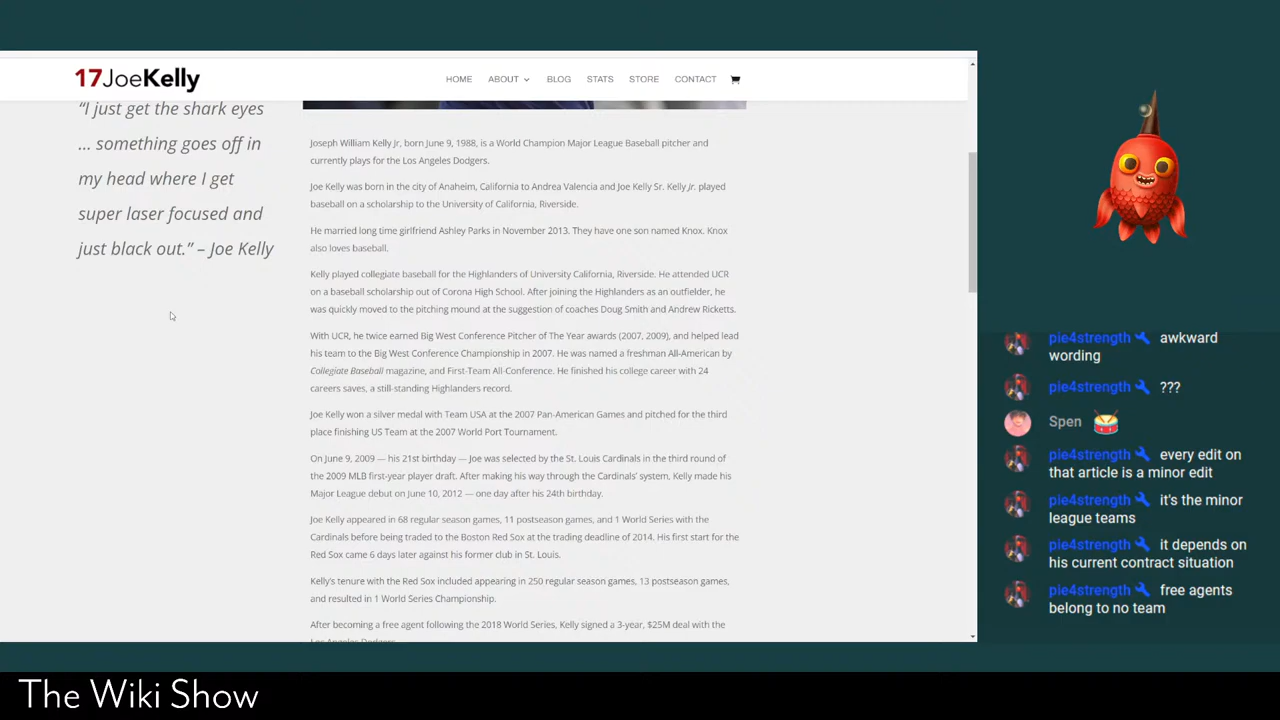 17JoeKelly
HOME
ABOUT
BLOG
STATS
STORE
CONTACT
“I just get the shark eyes
... something goes off in
my head where I get
super laser focused and
just black out.” – Joe Kelly
Joseph William Kelly Jr, born June 9, 1988, is a World Champion Major League Baseball pitcher and
currently plays for the Los Angeles Dodgers.
Joe Kelly was born in the city of Anaheim, California to Andrea Valencia and Joe Kelly Sr. Kelly Jr. played
baseball on a scholarship to the University of California, Riverside.
He married long time girlfriend Ashley Parks in November 2013. They have one son named Knox. Knox
also loves baseball.
Kelly played collegiate baseball for the Highlanders of University California, Riverside. He attended UCR
on a baseball scholarship out of Corona High School. After joining the Highlanders as an outfielder, he
was quickly moved to the pitching mound at the suggestion of coaches Doug Smith and Andrew Ricketts.
With UCR, he twice earned Big West Conference Pitcher of The Year awards (2007, 2009), and helped lead
his team to the Big West Conference Championship in 2007. He was named a freshman All-American by
Collegiate Baseball magazine, and First-Team All-Conference. He finished his college career with 24
careers saves, a still-standing Highlanders record.
Joe Kelly won a silver medal with Team USA at the 2007 Pan-American Games and pitched for the third
place finishing US Team at the 2007 World Port Tournament.
On June 9, 2009 — his 21st birthday — Joe was selected by the St. Louis Cardinals in the third round of
the 2009 MLB first-year player draft. After making his way through the Cardinals’ system, Kelly made his
Major League debut on June 10, 2012 — one day after his 24th birthday.
Joe Kelly appeared in 68 regular season games, 11 postseason games, and 1 World Series with the
Cardinals before being traded to the Boston Red Sox at the trading deadline of 2014. His first start for the
Red Sox came 6 days later against his former club in St. Louis.
Kelly’s tenure with the Red Sox included appearing in 250 regular season games, 13 postseason games,
and resulted in 1 World Series Championship.
After becoming a free agent following the 2018 World Series, Kelly signed a 3-year, $25M deal with the
Los Angeles Dodgers.
pie4strength awkward
wording
pie4strength ???
Spen
pie4strength every edit on
that article is a minor edit
pie4strength it's the minor
league teams
pie4strength it depends on
his current contract situation
pie4strength free agents
belong to no team
The Wiki Show